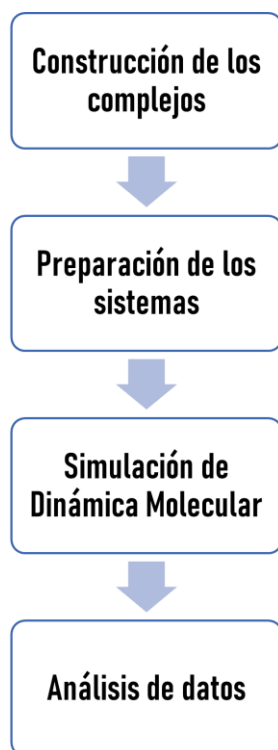 Construcción de los
complejos
Preparación de los
sistemas
Simulación de
Dinámica Molecular
Análisis de datos